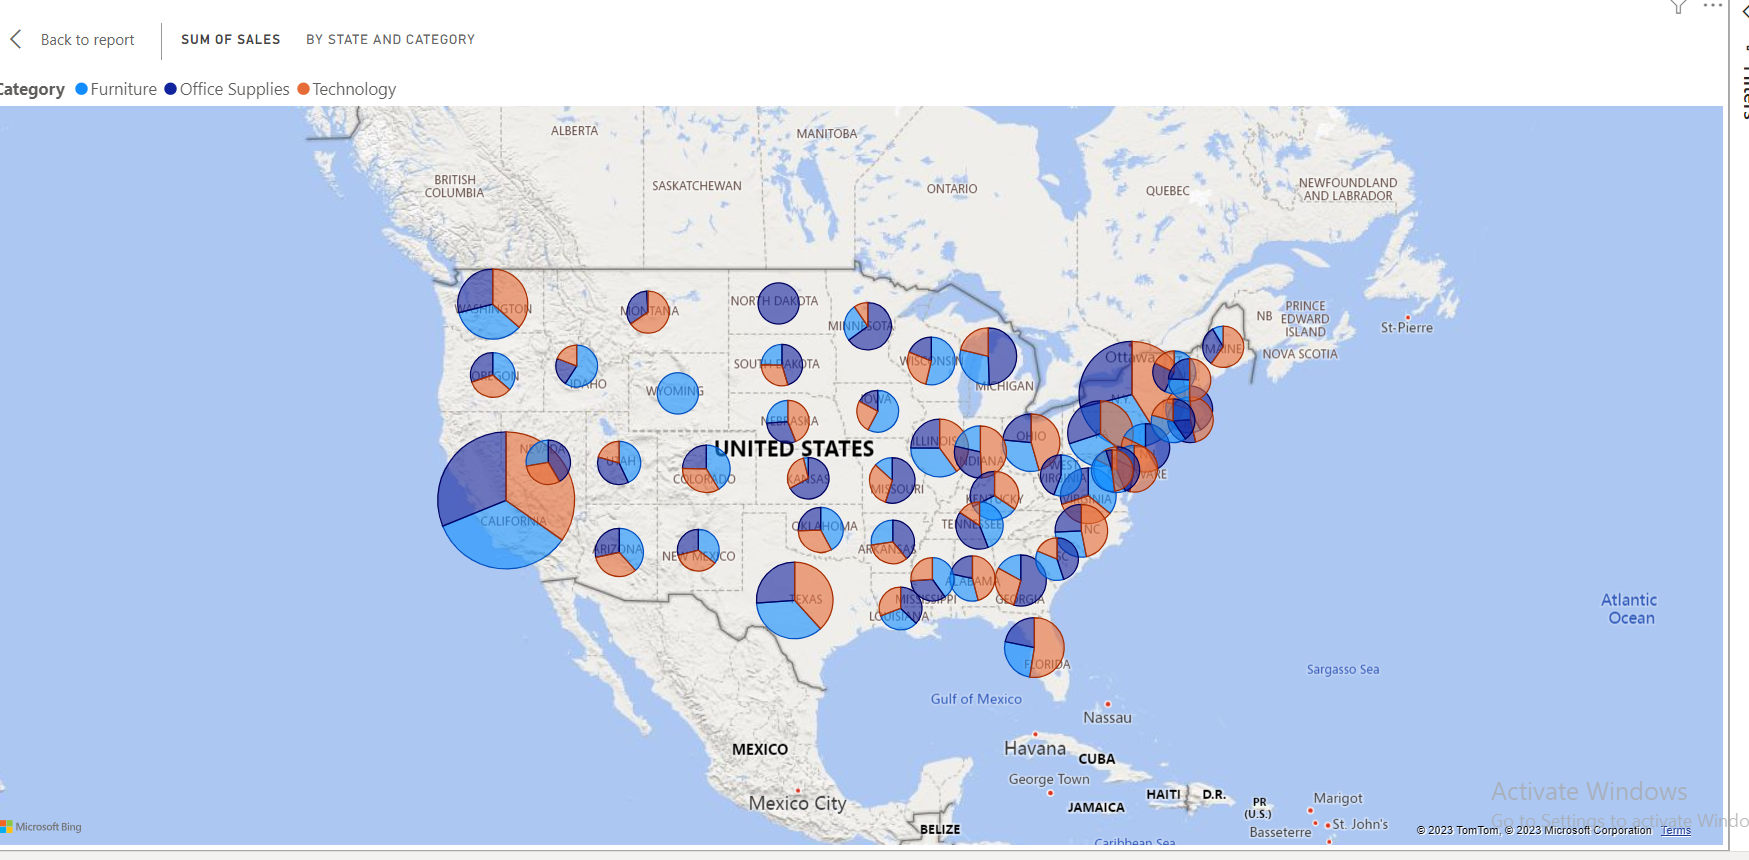 Back to report
SUM OF SALES
BY STATE AND CATEGORY
Category
Furniture
Office Supplies
Technology
ALBERTA
MANITOBA
BRITISH
COLUMBIA
SASKATCHEWAN
ONTARIO
QUEBEC
NEWFOUNDLAND
AND LABRADOR
WASHINGTON
MONTANA
NORTH DAKOTA
MINNESOTA
NB
PRINCE
EDWARD
ISLAND
St-Pierre
OREGON
IDAHO
SOUTH DAKOTA
WISCONSIN
MICHIGAN
Ottawa
MAINE
NOVA SCOTIA
WYOMING
IOWA
N.Y.
NEBRASKA
UNITED STATES
NEVADA
UTAH
COLORADO
KANSAS
MISSOURI
ILLINOIS
INDIANA
OHIO
WEST
VIRGINIA
VIRGINIA
KENTUCKY
CALIFORNIA
OKLAHOMA
TENNESSEE
NC
ARIZONA
NEW MEXICO
ARKANSAS
SC
TEXAS
MISSISSIPPI
ALABAMA
GEORGIA
LOUISIANA
FLORIDA
Atlantic
Ocean
Sargasso Sea
Gulf of Mexico
Nassau
MEXICO
Havana
CUBA
George Town
Mexico City
JAMAICA
HAITI
D.R.
PR
(U.S.)
Marigot
Basseterre
St. John's
BELIZE
Caribbean Sea
Microsoft Bing
Activate Windows
Go to Settings to activate Windo
© 2023 TomTom, © 2023 Microsoft Corporation Terms
Filters